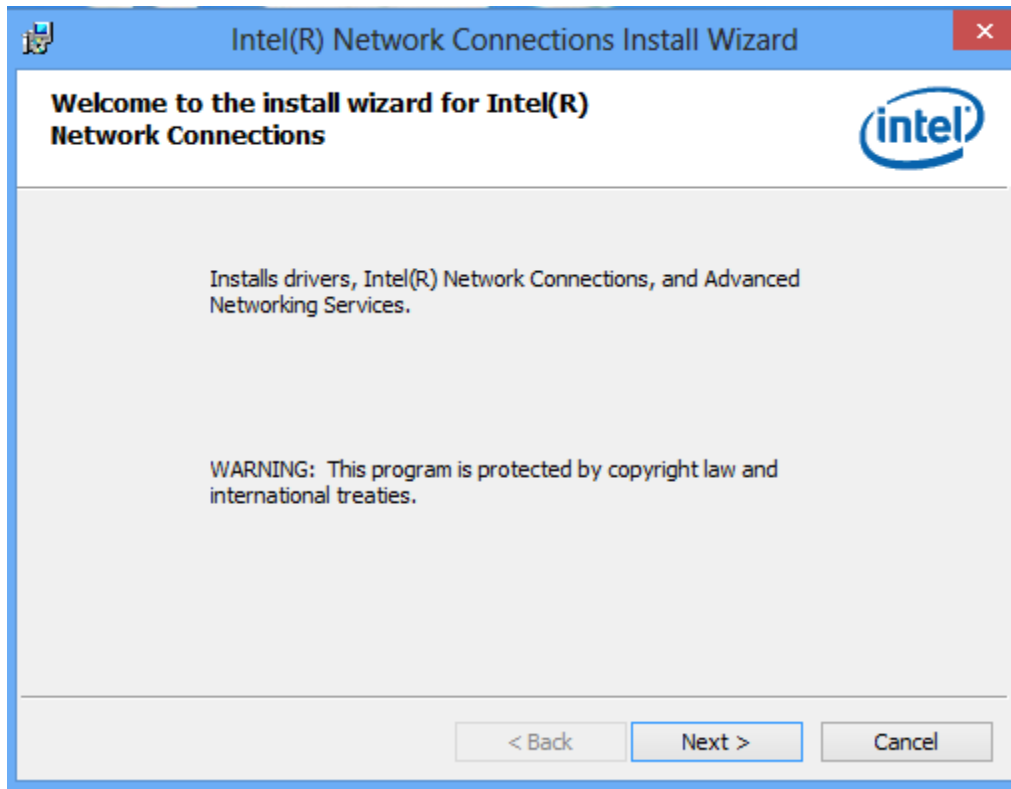 Intel(R) Network Connections Install Wizard
Welcome to the install wizard for Intel(R)
Network Connections
intel
Installs drivers, Intel(R) Network Connections, and Advanced
Networking Services.
WARNING:  This program is protected by copyright law and
international treaties.
< Back
Next >
Cancel